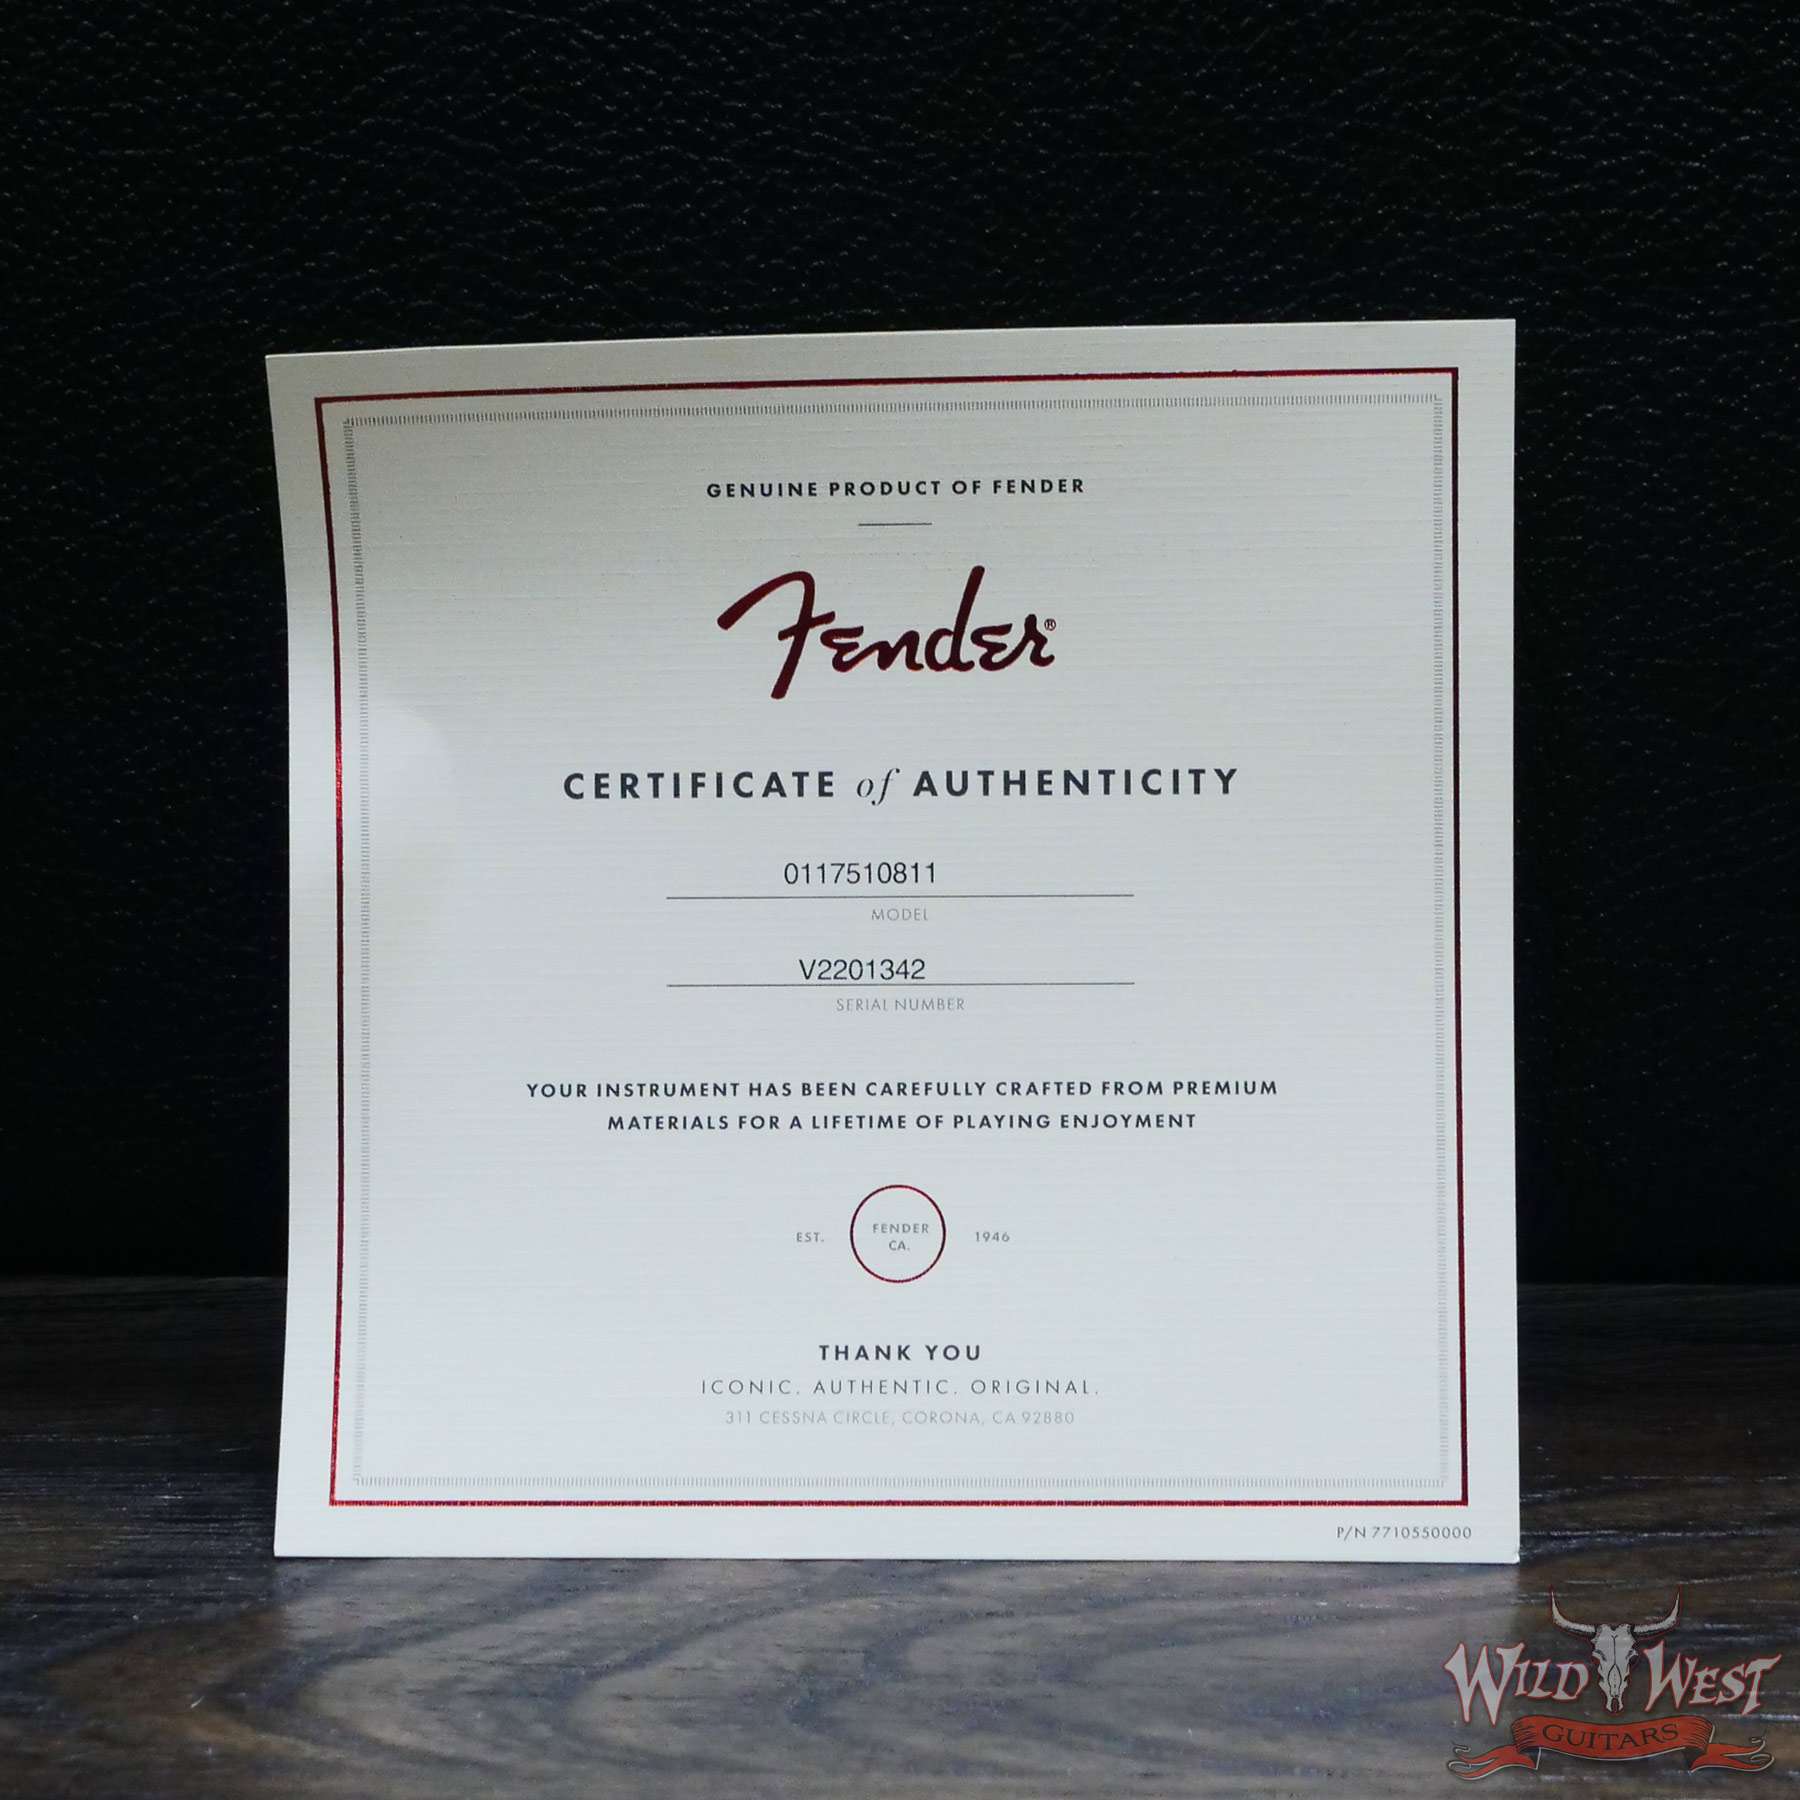 GENUINE PRODUCT OF FENDER
Fender®
CERTIFICATE of AUTHENTICITY
0117510811
MODEL
V2201342
SERIAL NUMBER
YOUR INSTRUMENT HAS BEEN CAREFULLY CRAFTED FROM PREMIUM
MATERIALS FOR A LIFETIME OF PLAYING ENJOYMENT
EST. FENDER CA. 1946
THANK YOU
ICONIC. AUTHENTIC. ORIGINAL.
311 CESSNA CIRCLE, CORONA, CA 92880
P/N 7710550000
WILD WEST
GUITARS